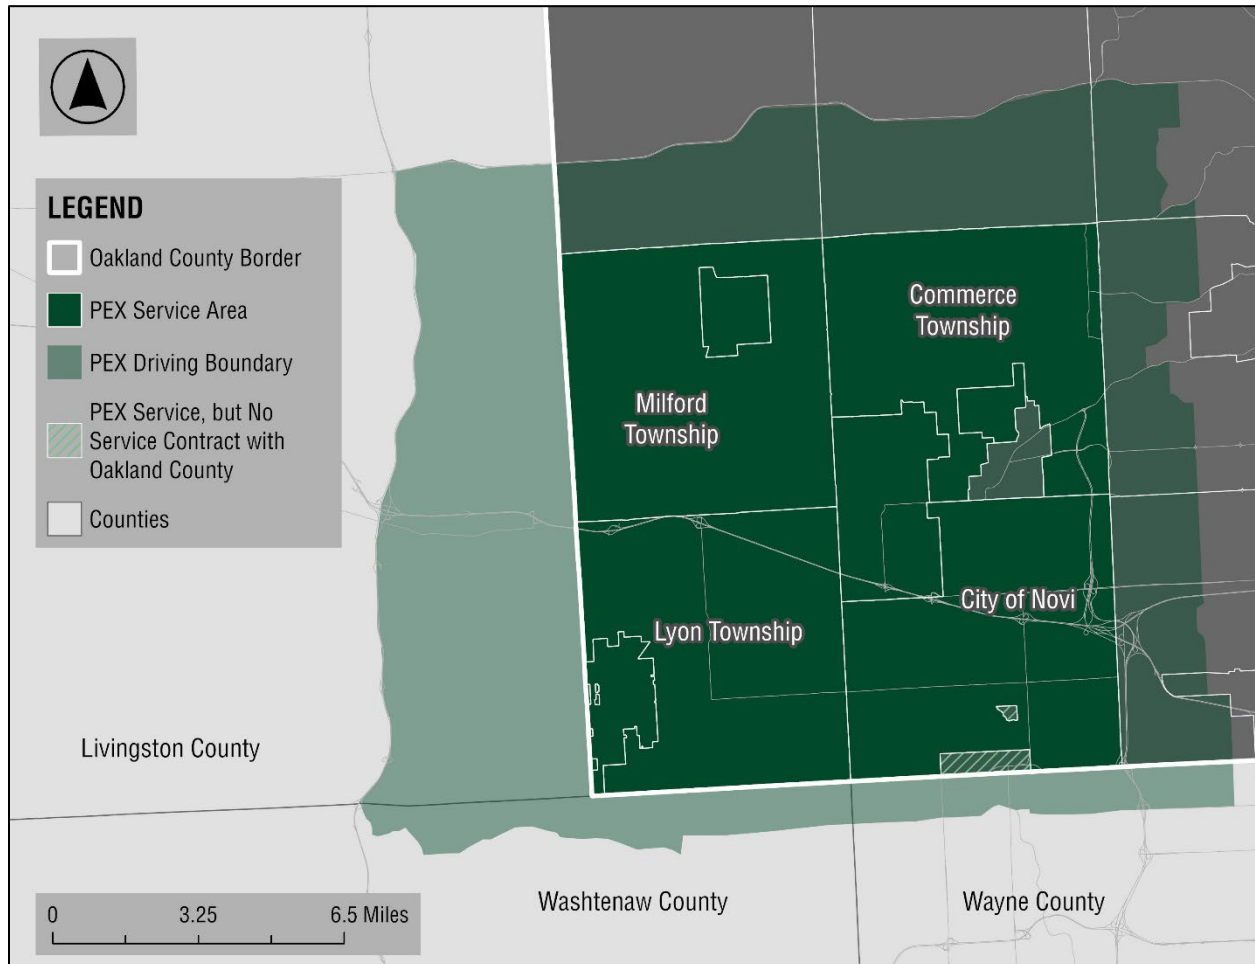 LEGEND
Oakland County Border
PEX Service Area
PEX Driving Boundary
PEX Service, but No
Service Contract with
Oakland County
Counties
Commerce
Township
Milford
Township
City of Novi
Lyon Township
Livingston County
Washtenaw County
Wayne County
0 3.25 6.5 Miles